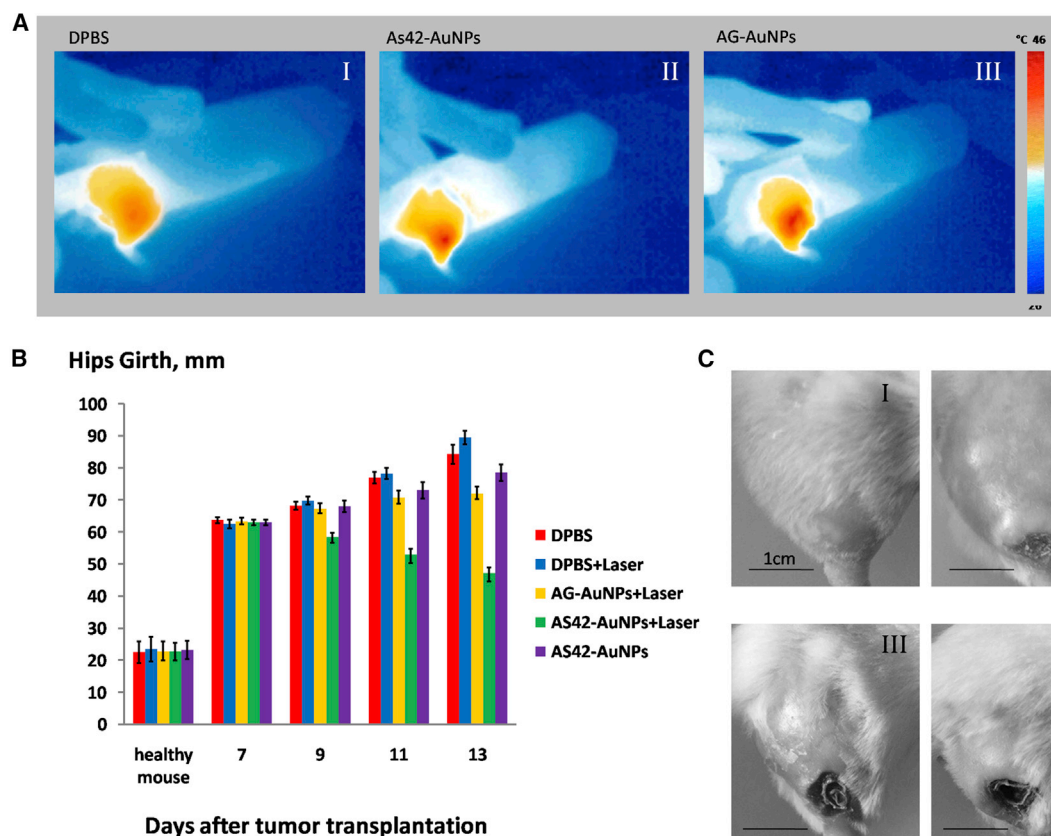 A
DPBS
As42-AuNPs
AG-AuNPs
°C 46
I
II
III
B
Hips Girth, mm
C
100
90
80
70
60
50
40
30
20
10
0
healthy mouse
7
9
11
13
Days after tumor transplantation
DPBS
DPBS+Laser
AG-AuNPs+Laser
AS42-AuNPs+Laser
AS42-AuNPs
I
1cm
III